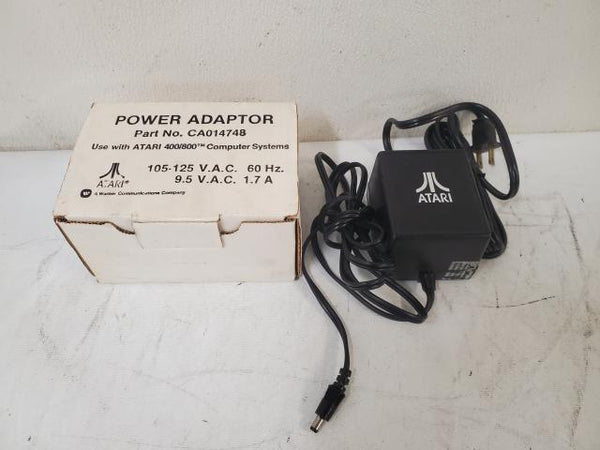 POWER ADAPTOR
Part No. CA014748
Use with ATARI 400/800™ Computer Systems
105-125 V.A.C. 60 Hz.
9.5 V.A.C. 1.7 A
ATARI®
A Warner Communications Company
ATARI